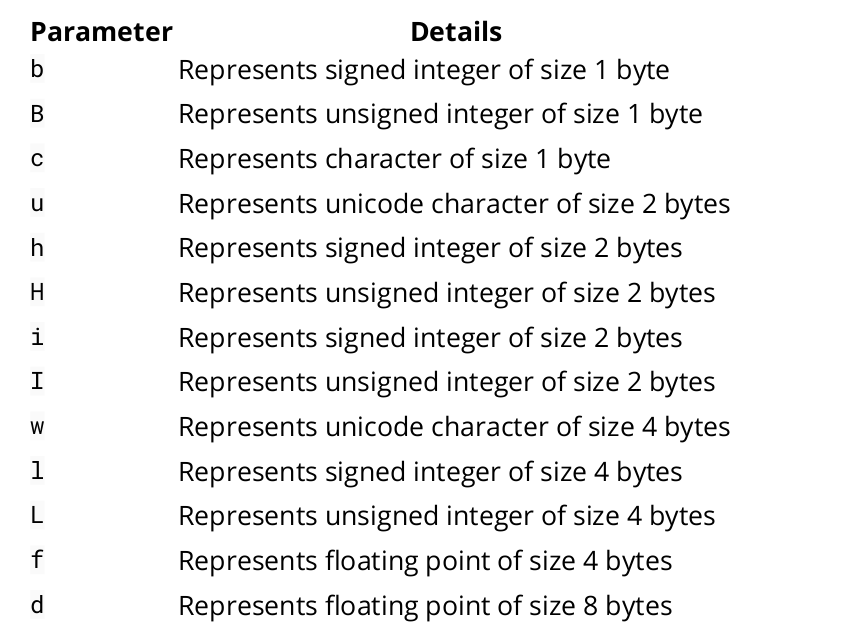 Parameter Details
b Represents signed integer of size 1 byte
B Represents unsigned integer of size 1 byte
c Represents character of size 1 byte
u Represents unicode character of size 2 bytes
h Represents signed integer of size 2 bytes
H Represents unsigned integer of size 2 bytes
i Represents signed integer of size 2 bytes
I Represents unsigned integer of size 2 bytes
w Represents unicode character of size 4 bytes
l Represents signed integer of size 4 bytes
L Represents unsigned integer of size 4 bytes
f Represents floating point of size 4 bytes
d Represents floating point of size 8 bytes